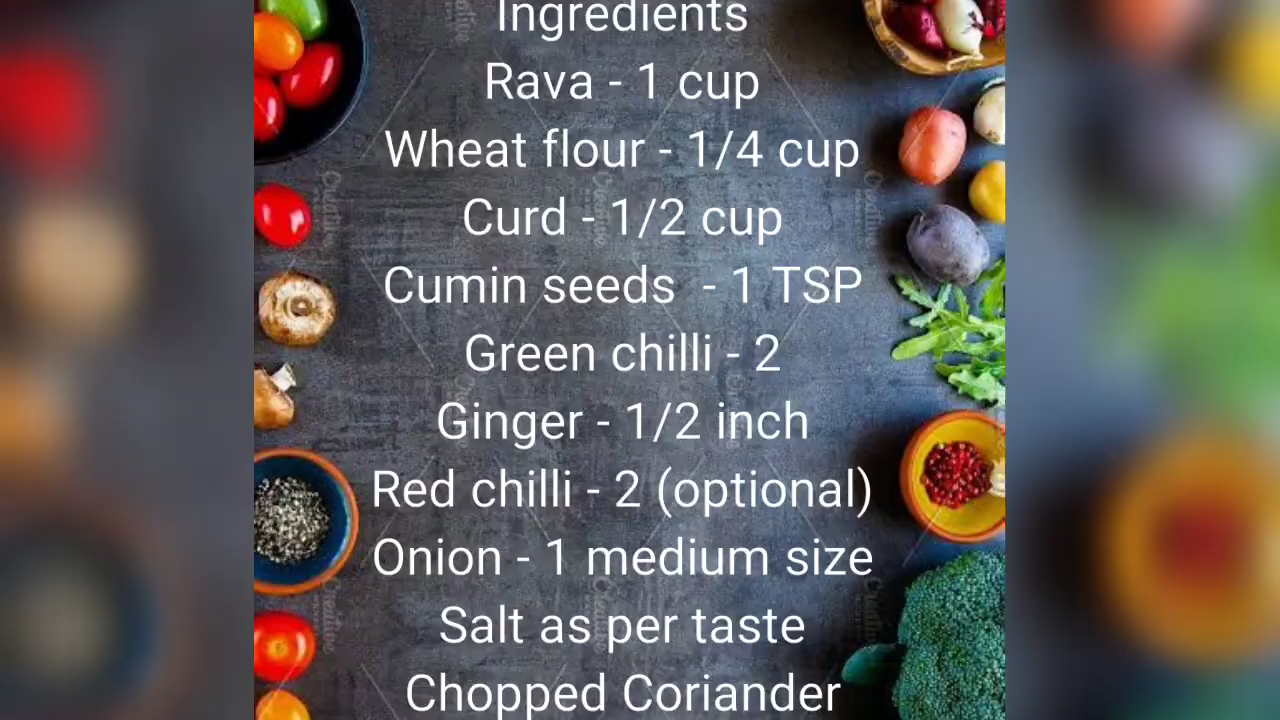 Ingredients
Rava - 1 cup
Wheat flour - 1/4 cup
Curd - 1/2 cup
Cumin seeds  - 1 TSP
Green chilli - 2
Ginger - 1/2 inch
Red chilli - 2 (optional)
Onion - 1 medium size
Salt as per taste
Chopped Coriander